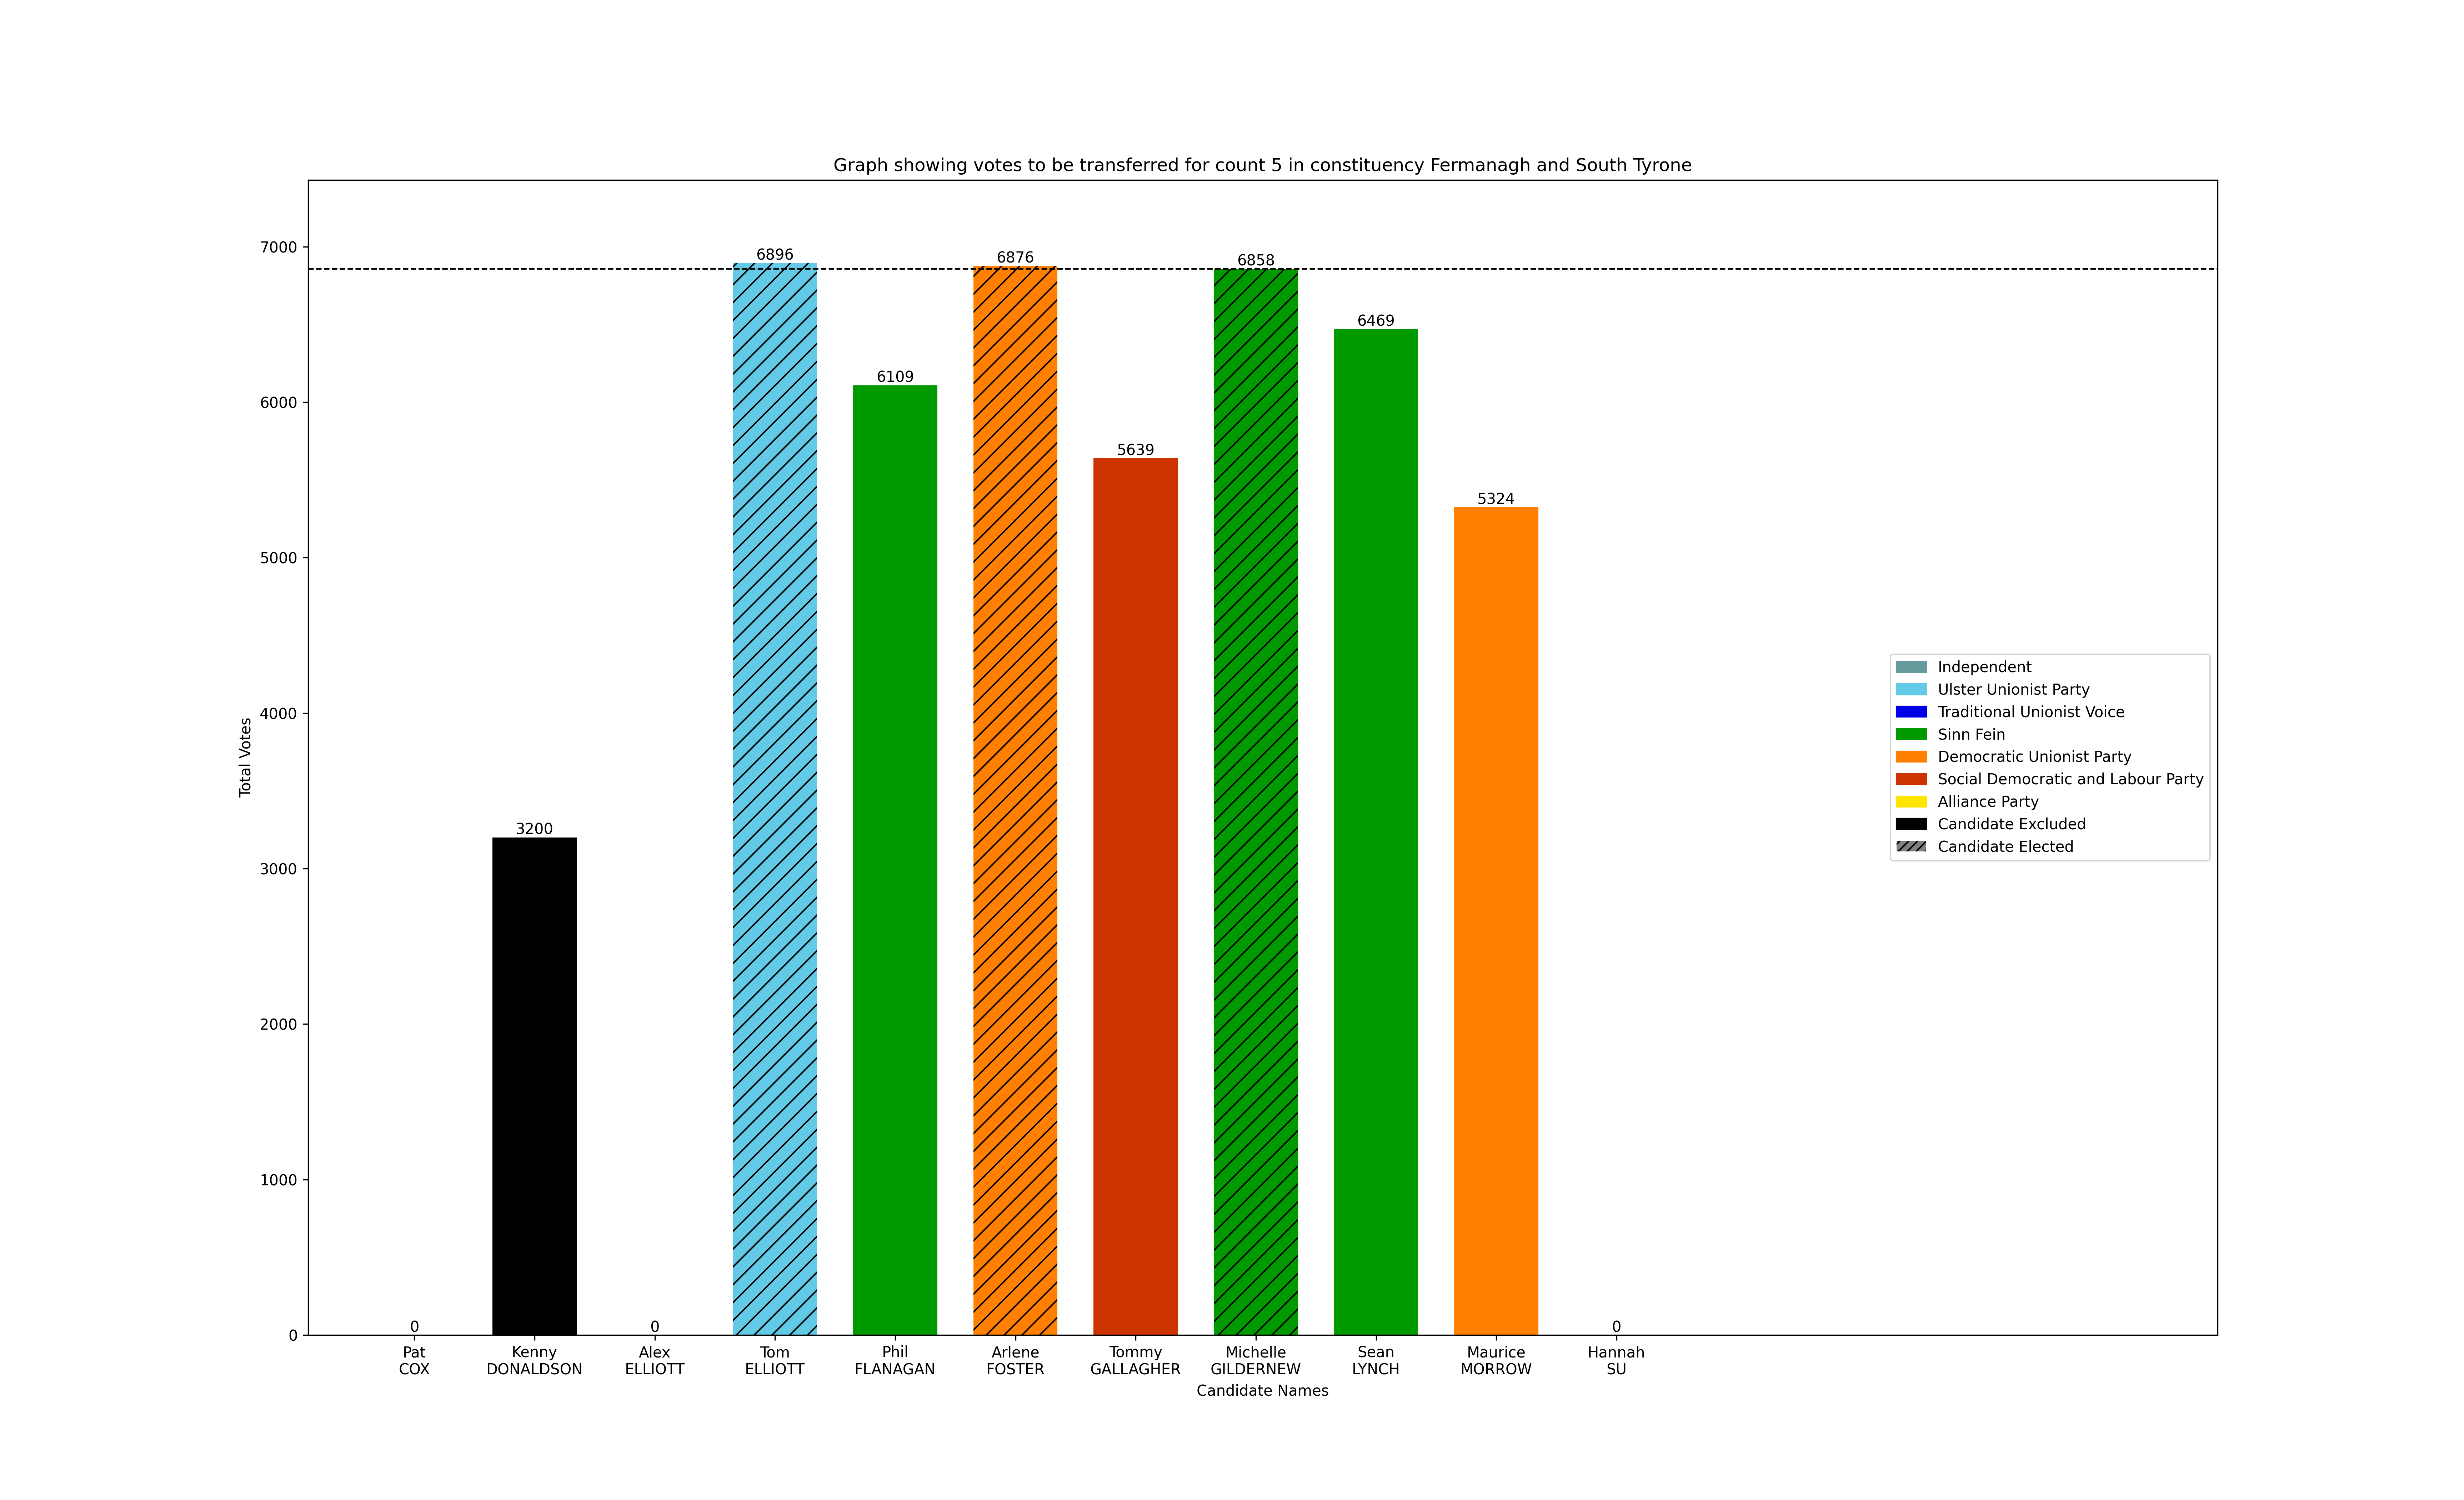 Graph showing votes to be transferred for count 5 in constituency Fermanagh and South Tyrone
Total Votes
7000
6000
5000
4000
3000
2000
1000
0
0
3200
0
6896
6109
6876
5639
6858
6469
5324
0
Pat
COX
Kenny
DONALDSON
Alex
ELLIOTT
Tom
ELLIOTT
Phil
FLANAGAN
Arlene
FOSTER
Tommy
GALLAGHER
Michelle
GILDERNEW
Sean
LYNCH
Maurice
MORROW
Hannah
SU
Candidate Names
Independent
Ulster Unionist Party
Traditional Unionist Voice
Sinn Fein
Democratic Unionist Party
Social Democratic and Labour Party
Alliance Party
Candidate Excluded
Candidate Elected